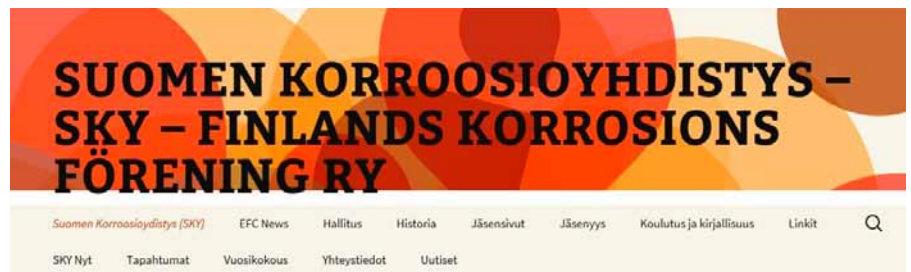 SUOMEN KORROOSIOYHDISTYS –
SKY – FINLANDS KORROSIONS
FÖRENING RY
Suomen Korroosioydistys (SKY) EFC News Hallitus Historia Jäsensivut Jäsenyys Koulutus ja kirjallisuus Linkit
SKY Nyt Tapahtumat Vuosikokous Yhteystiedot Uutiset